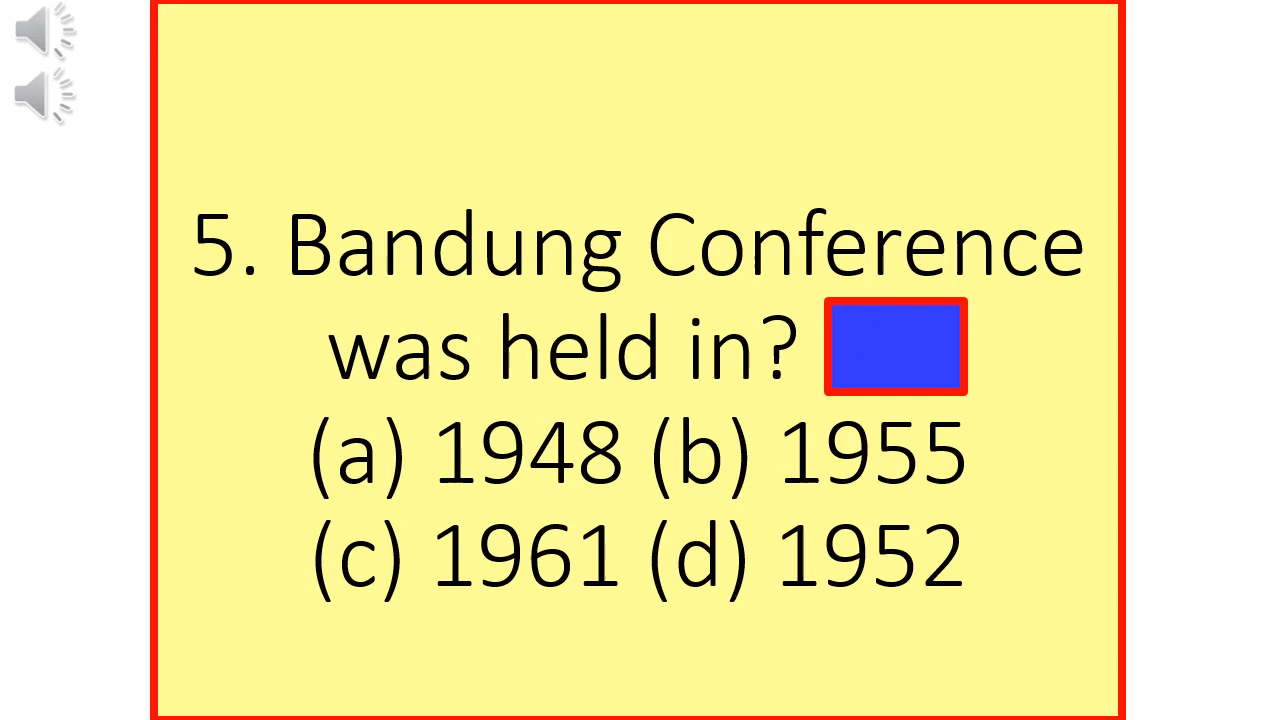 5. Bandung Conference
was held in?
(a) 1948 (b) 1955
(c) 1961 (d) 1952